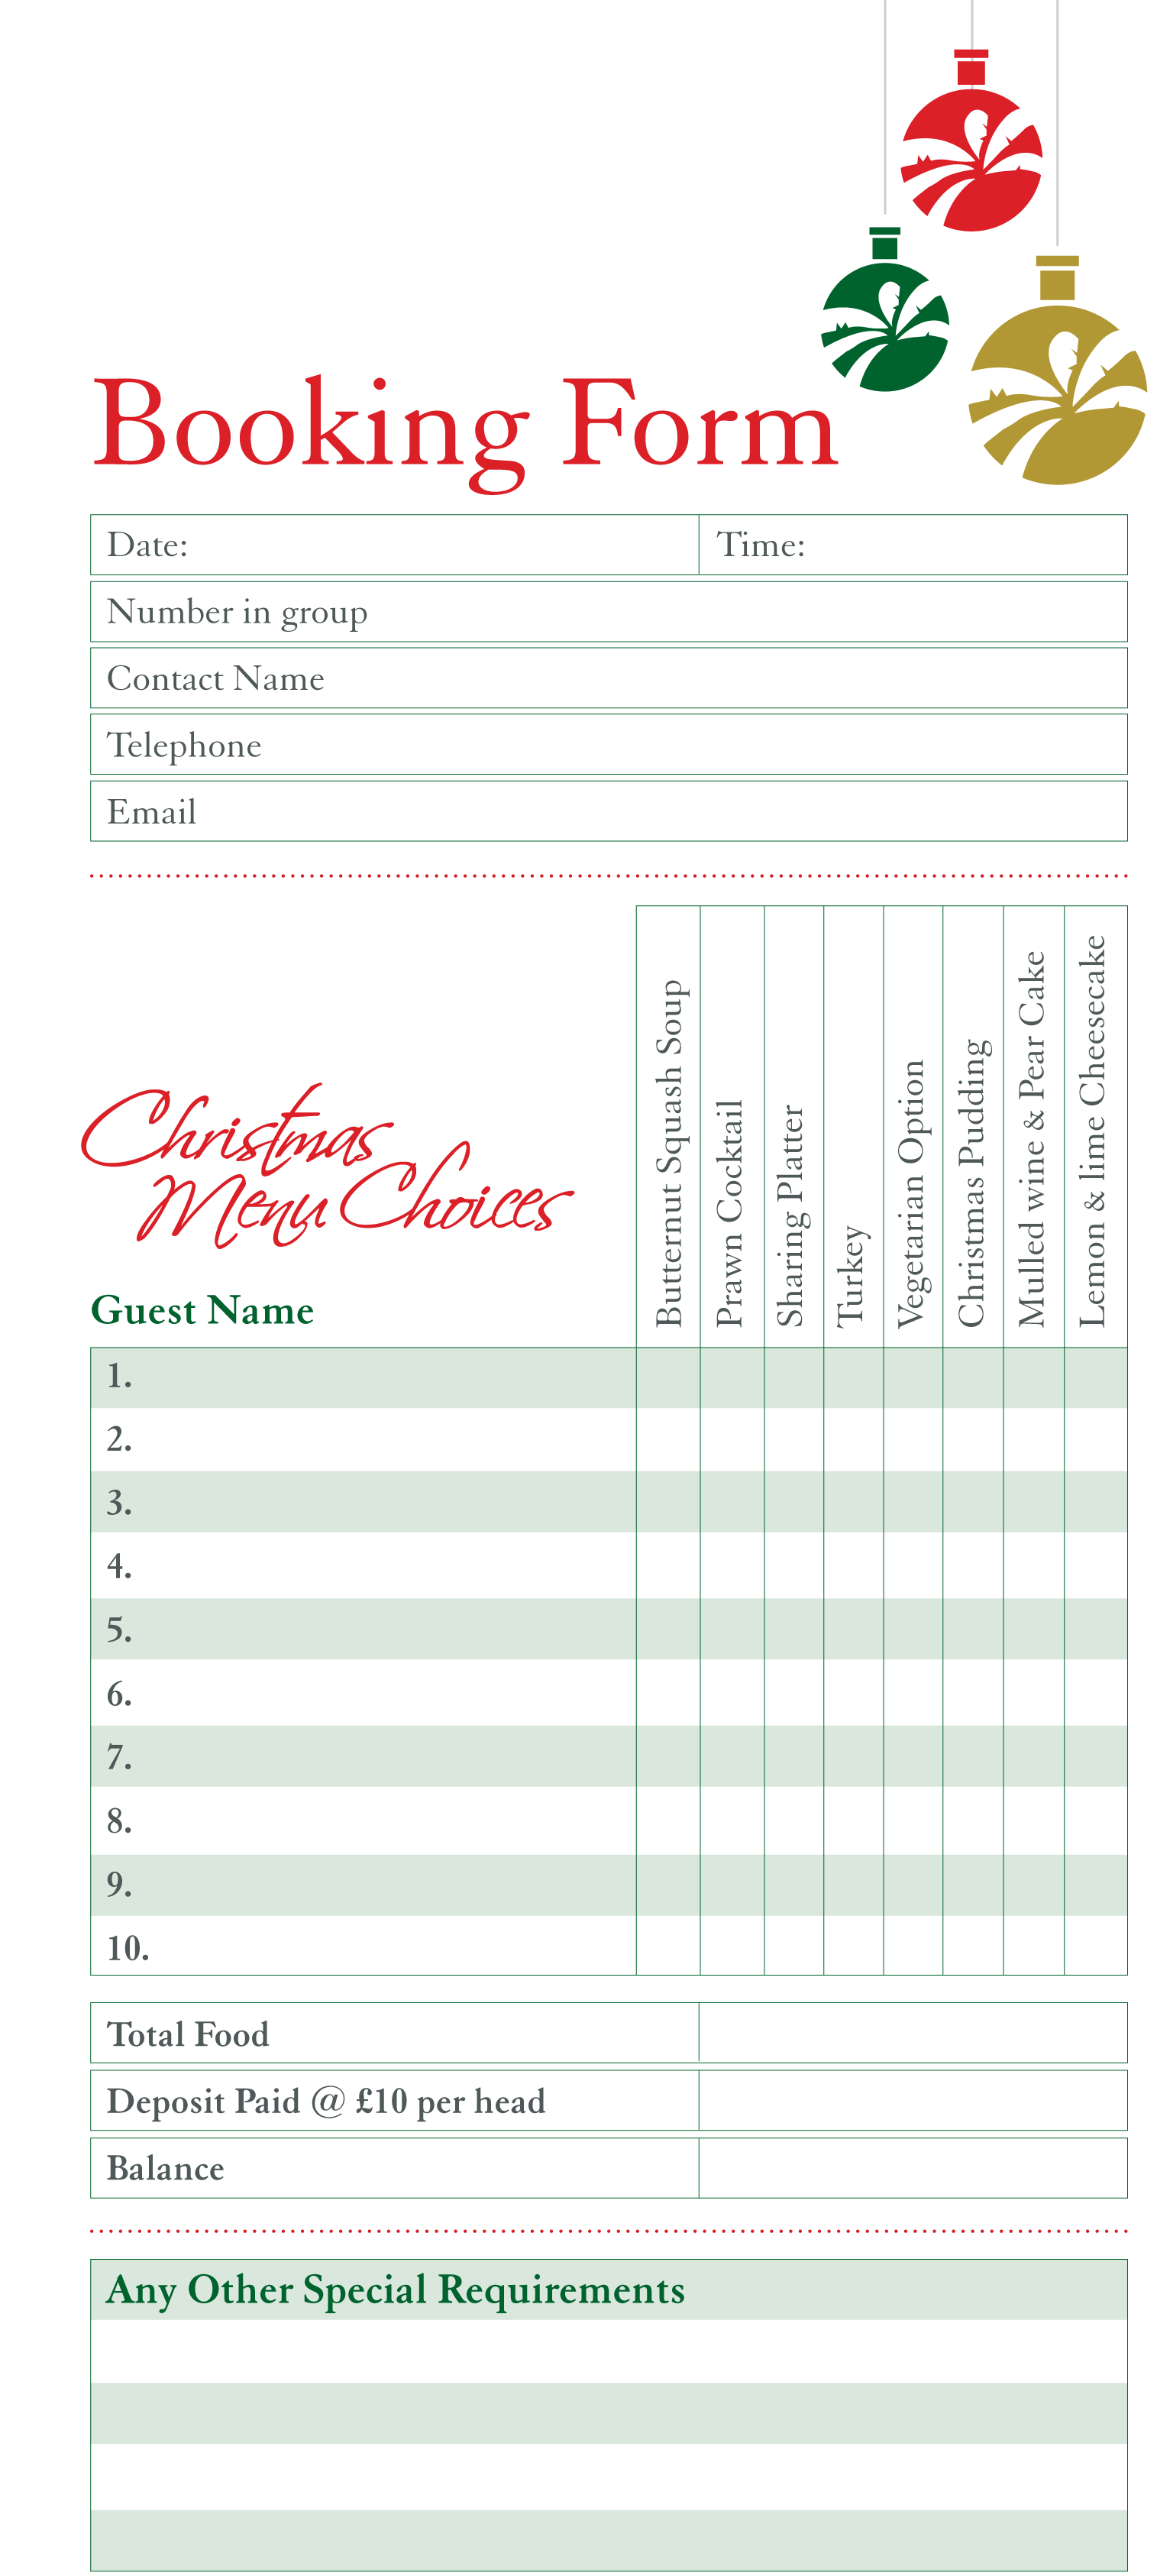 Booking Form
Date:
Time:
Number in group
Contact Name
Telephone
Email
Butternut Squash Soup
Prawn Cocktail
Sharing Platter
Turkey
Vegetarian Option
Christmas Pudding
Mulled wine & Pear Cake
Lemon & lime Cheesecake
Christmas
Menu Choices
Guest Name
1.
2.
3.
4.
5.
6.
7.
8.
9.
10.
Total Food
Deposit Paid @ £10 per head
Balance
Any Other Special Requirements